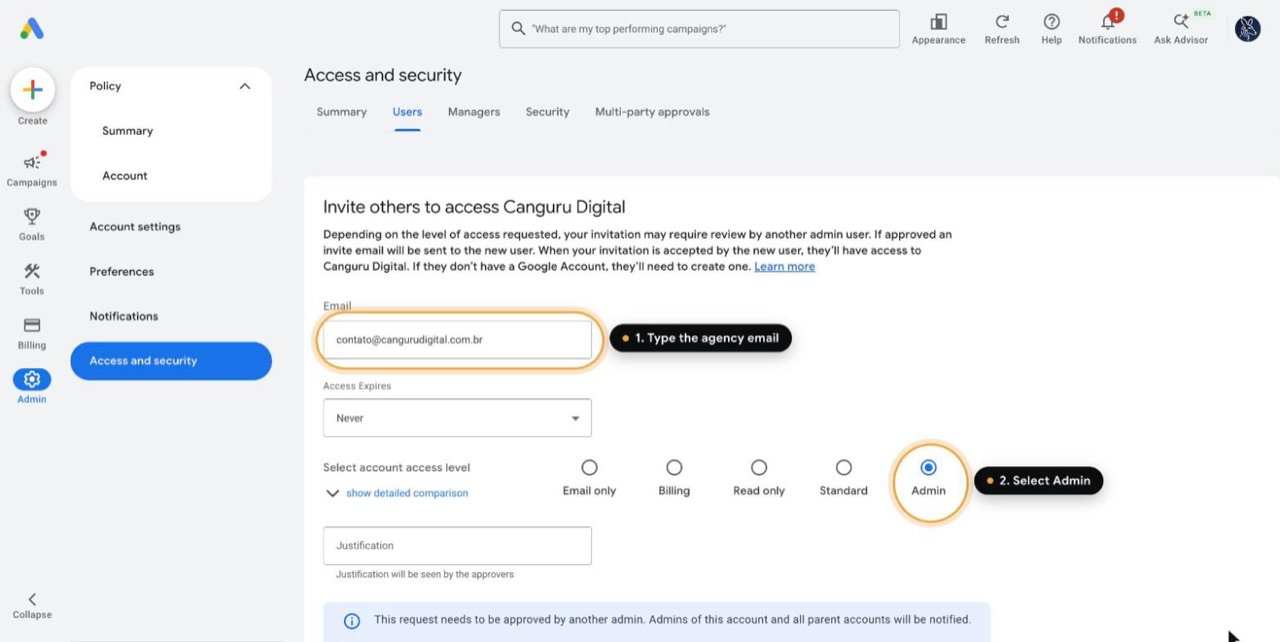 "What are my top performing campaigns?"
Appearance
Refresh
Help
!
Notifications
BETA
Ask Advisor
Create
Campaigns
Goals
Tools
Billing
Admin
Collapse
Policy
Summary
Account
Account settings
Preferences
Notifications
Access and security
Access and security
Summary Users Managers Security Multi-party approvals
Invite others to access Canguru Digital
Depending on the level of access requested, your invitation may require review by another admin user. If approved an
invite email will be sent to the new user. When your invitation is accepted by the new user, they'll have access to
Canguru Digital. If they don't have a Google Account, they'll need to create one. Learn more
Email
contato@cangurudigital.com.br
1. Type the agency email
Access Expires
Never
Select account access level
show detailed comparison
Email only Billing Read only Standard Admin
2. Select Admin
Justification
Justification will be seen by the approvers
This request needs to be approved by another admin. Admins of this account and all parent accounts will be notified.